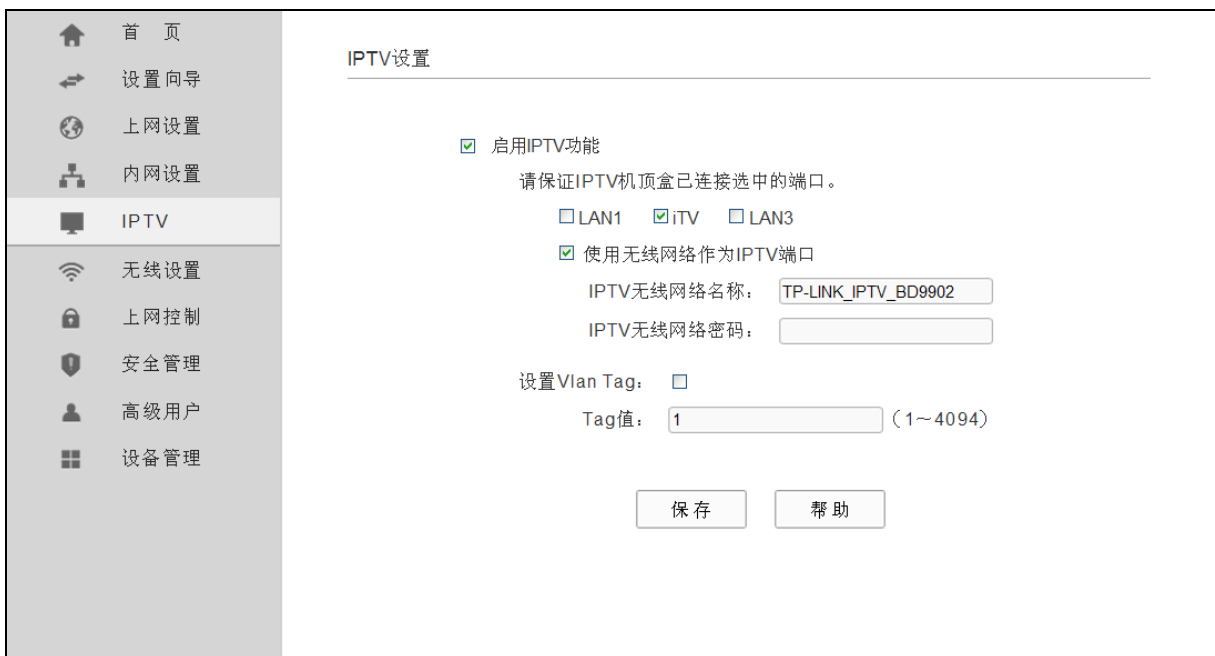 首 页
设置向导
上网设置
内网设置
IPTV
无线设置
上网控制
安全管理
高级用户
设备管理
IPTV设置
启用IPTV功能
请保证IPTV机顶盒已连接选中的端口。
LAN1 iTV LAN3
使用无线网络作为IPTV端口
IPTV无线网络名称： TP-LINK_IPTV_BD9902
IPTV无线网络密码：
设置Vlan Tag：
Tag值： 1 （1～4094）
保存 帮助